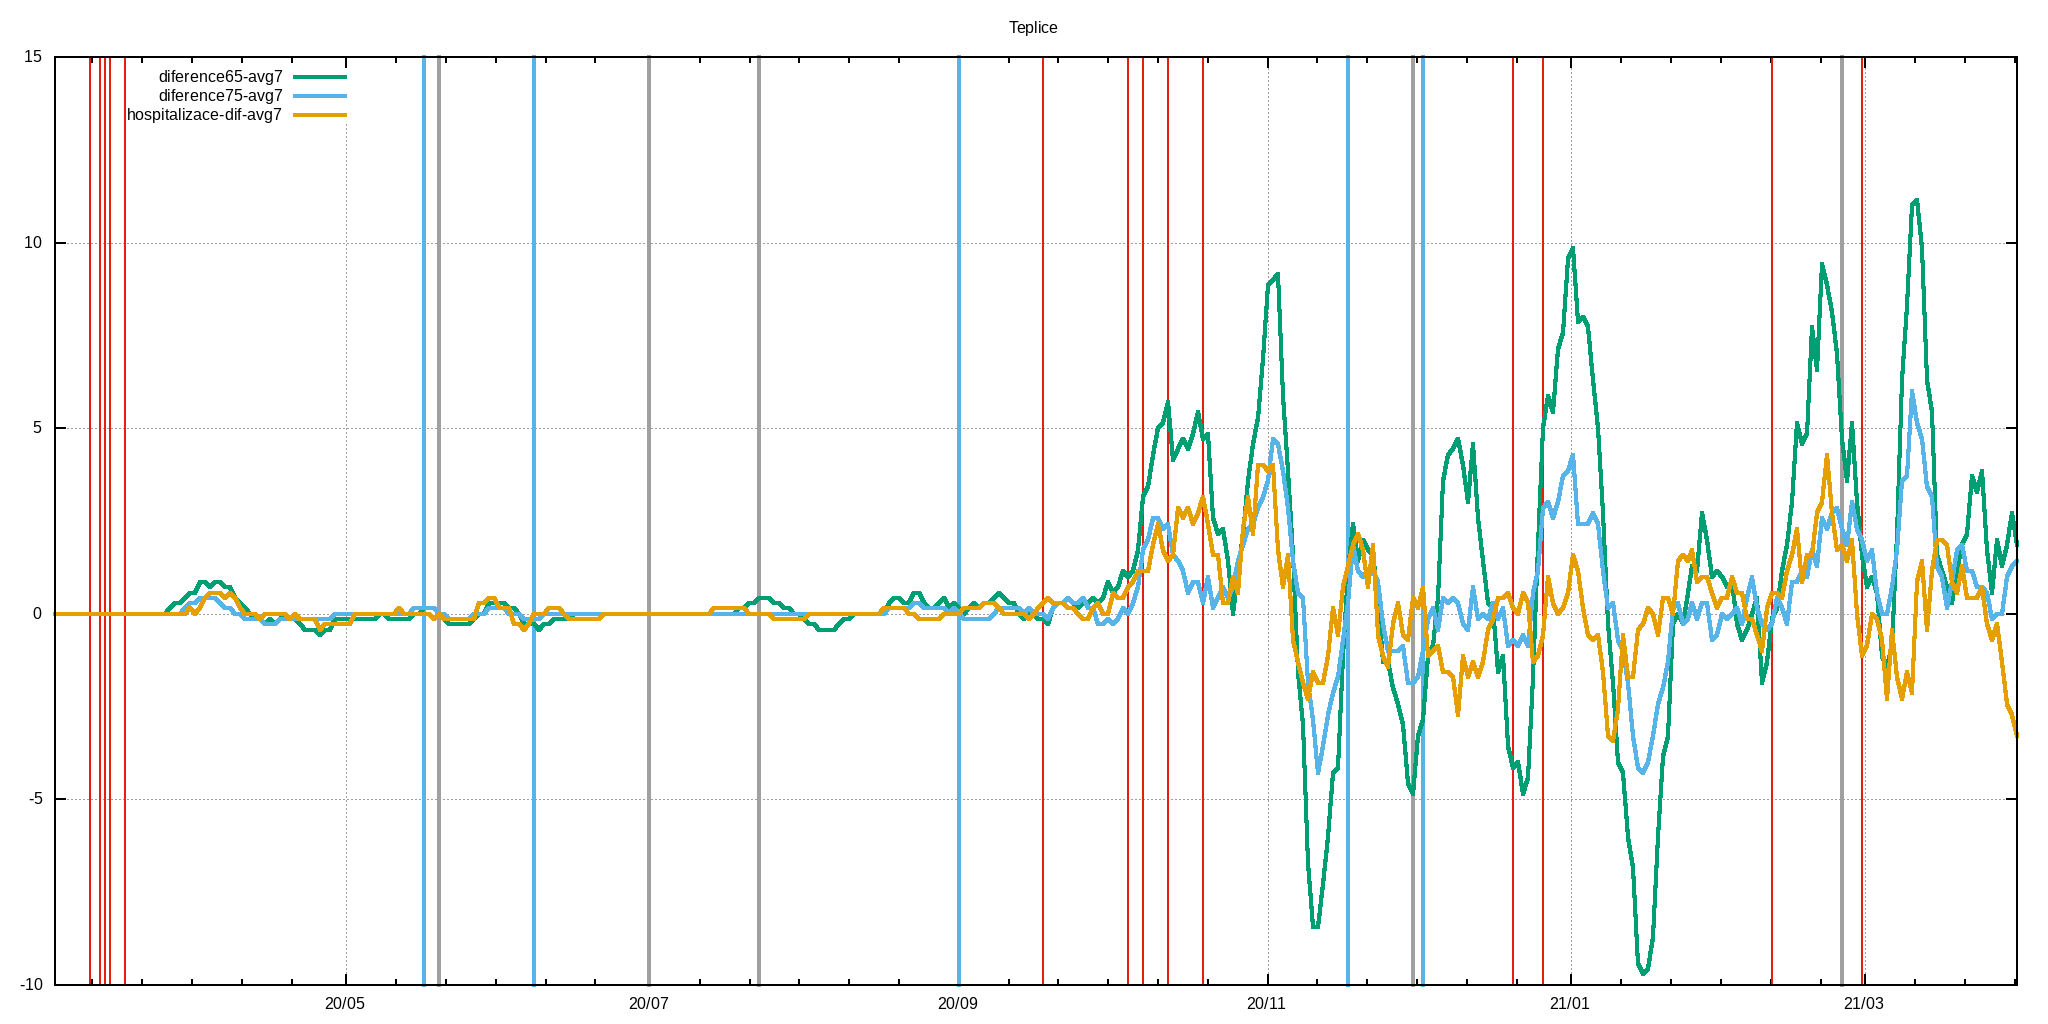 Teplice
15
diference65-avg7
diference75-avg7
hospitalizace-dif-avg7
10
5
0
-5
-10
20/05 20/07 20/09 20/11 21/01 21/03